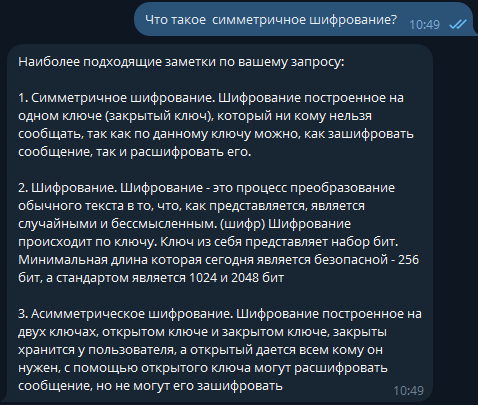 Что такое симметричное шифрование? 10:49
Наиболее подходящие заметки по вашему запросу:
1. Симметричное шифрование. Шифрование построенное на
одном ключе (закрытый ключ), который ни кому нельзя
сообщать, так как по данному ключу можно, как зашифровать
сообщение, так и расшифровать его.
2. Шифрование. Шифрование - это процесс преобразование
обычного текста в то, что, как представляется, является
случайными и бессмысленным. (шифр) Шифрование
происходит по ключу. Ключ из себя представляет набор бит.
Минимальная длина которая сегодня является безопасной - 256
бит, а стандартом является 1024 и 2048 бит
3. Асимметрическое шифрование. Шифрование построенное на
двух ключах, открытом ключе и закрытом ключе, закрыты
хранится у пользователя, а открытый дается всем кому он
нужен, с помощью открытого ключа могут расшифровать
сообщение, но не могут его зашифровать
10:49